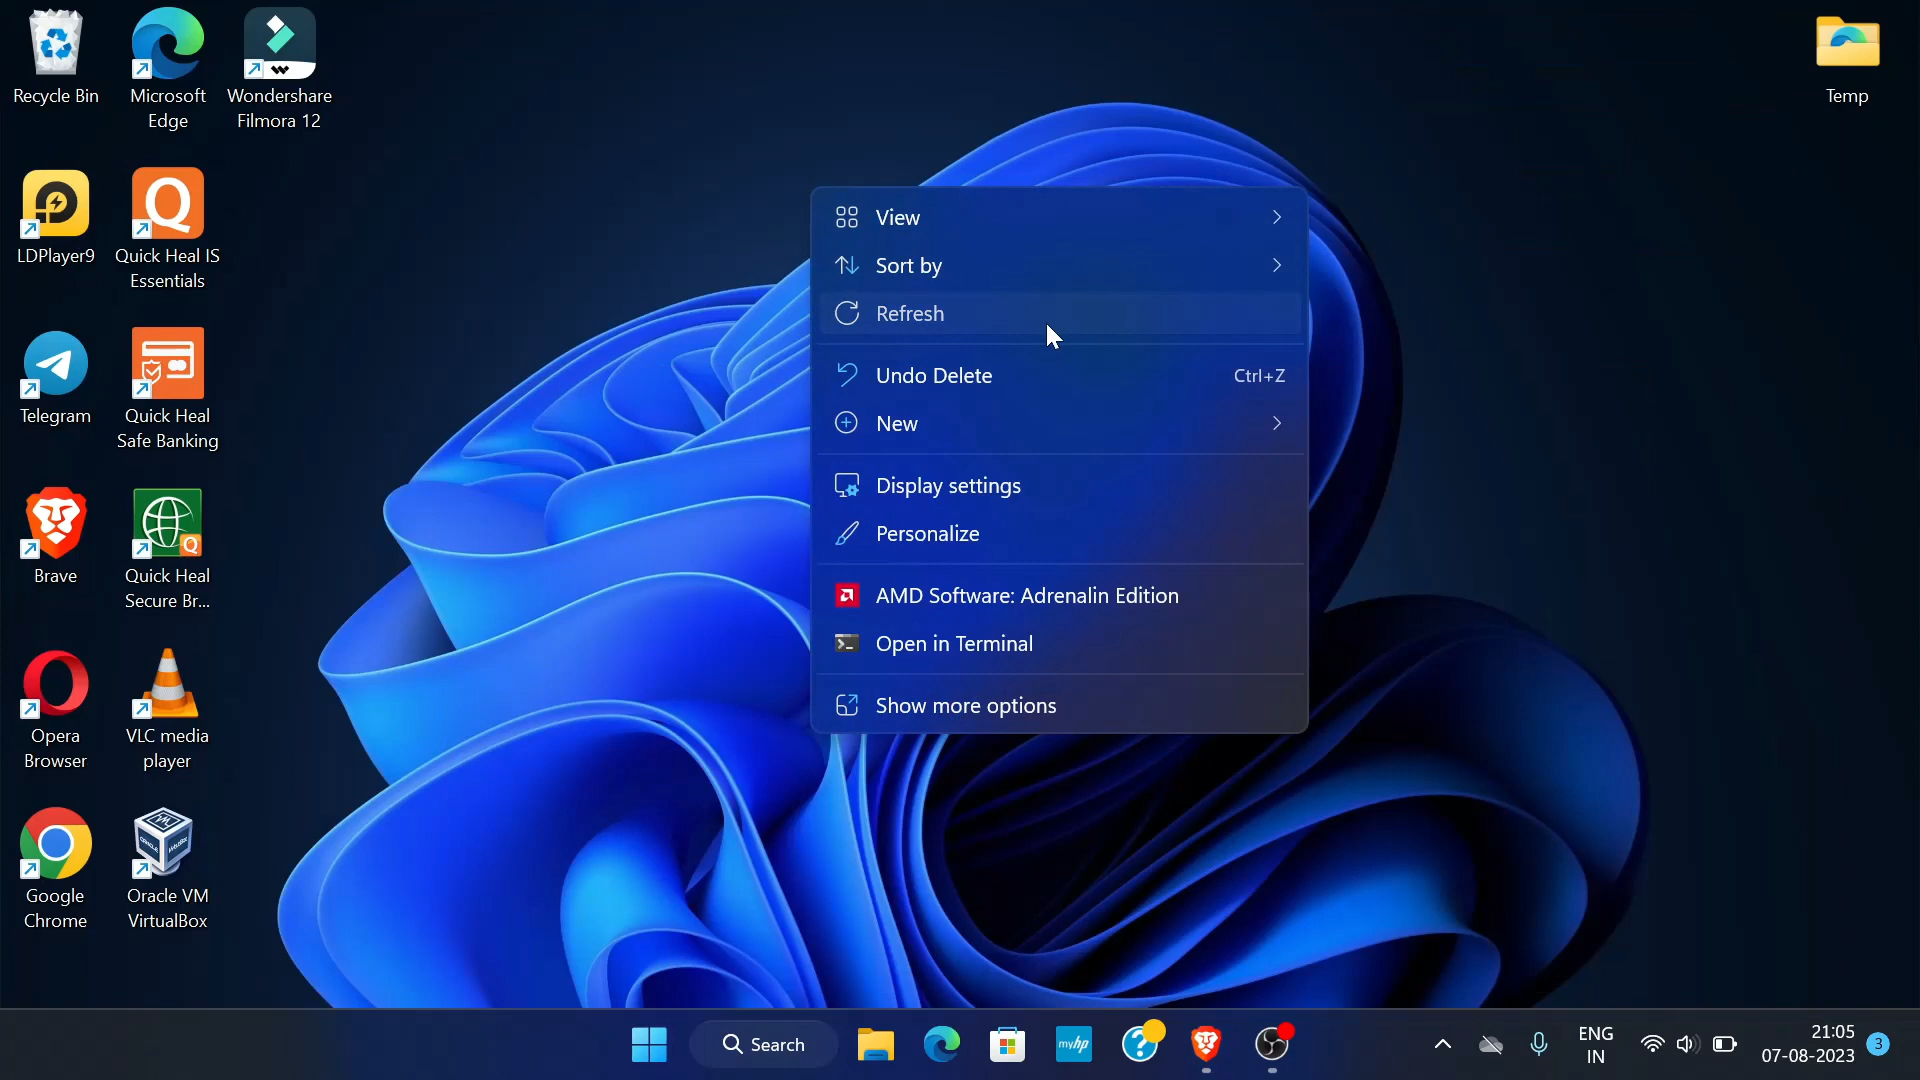 Recycle Bin
Microsoft
Edge
Wondershare
Filmora 12
Temp
LDPlayer9
Quick Heal IS
Essentials
Telegram
Quick Heal
Safe Banking
Brave
Quick Heal
Secure Br...
Opera
Browser
VLC media
player
Google
Chrome
Oracle VM
VirtualBox
View
Sort by
Refresh
Undo Delete Ctrl+Z
New
Display settings
Personalize
AMD Software: Adrenalin Edition
Open in Terminal
Show more options
Search
myhp
ENG
IN
21:05
07-08-2023
3